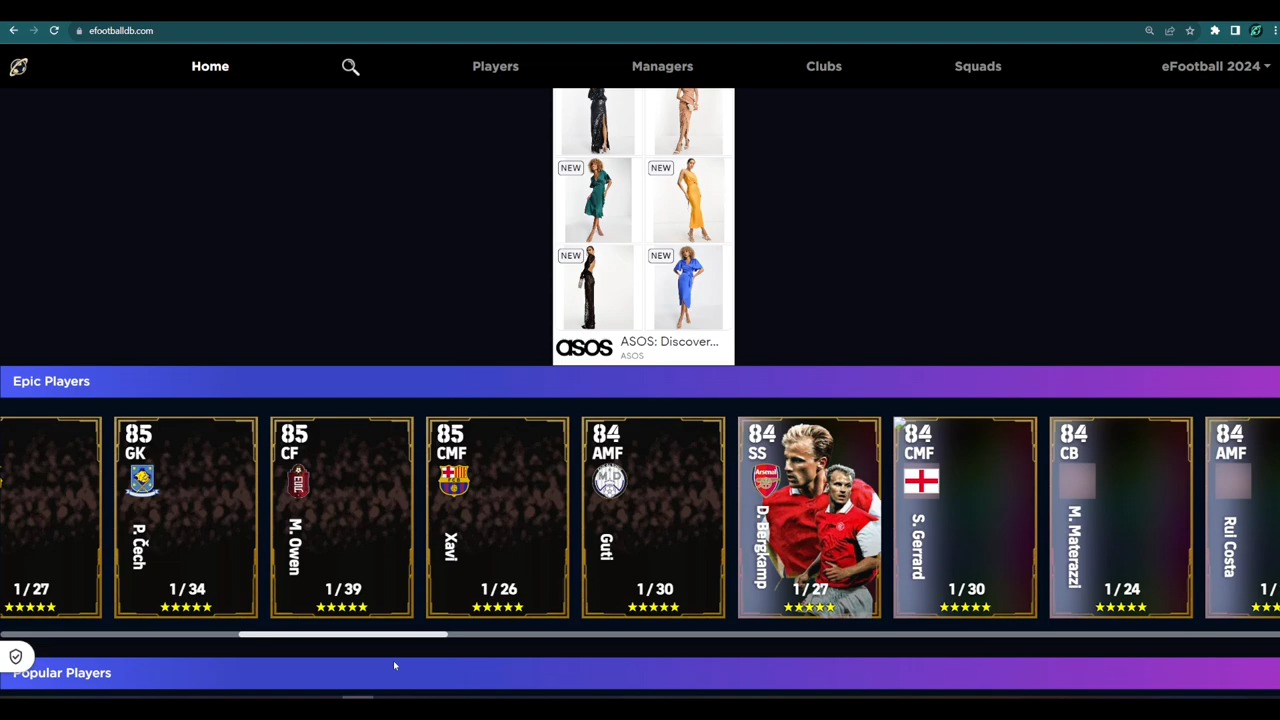 efootballdb.com
Home
Players
Managers
Clubs
Squads
eFootball 2024
NEW
NEW
NEW
NEW
asos
ASOS: Discover...
ASOS
Epic Players
1 / 27
85
GK
P. Čech
1 / 34
85
CF
M. Owen
1 / 39
85
CMF
Xavi
1 / 26
84
AMF
Guti
1 / 30
84
SS
Arsenal
D. Bergkamp
1 / 27
84
CMF
S. Gerrard
1 / 30
84
CB
M. Materazzi
1 / 24
84
AMF
Rui Costa
1 /
Popular Players